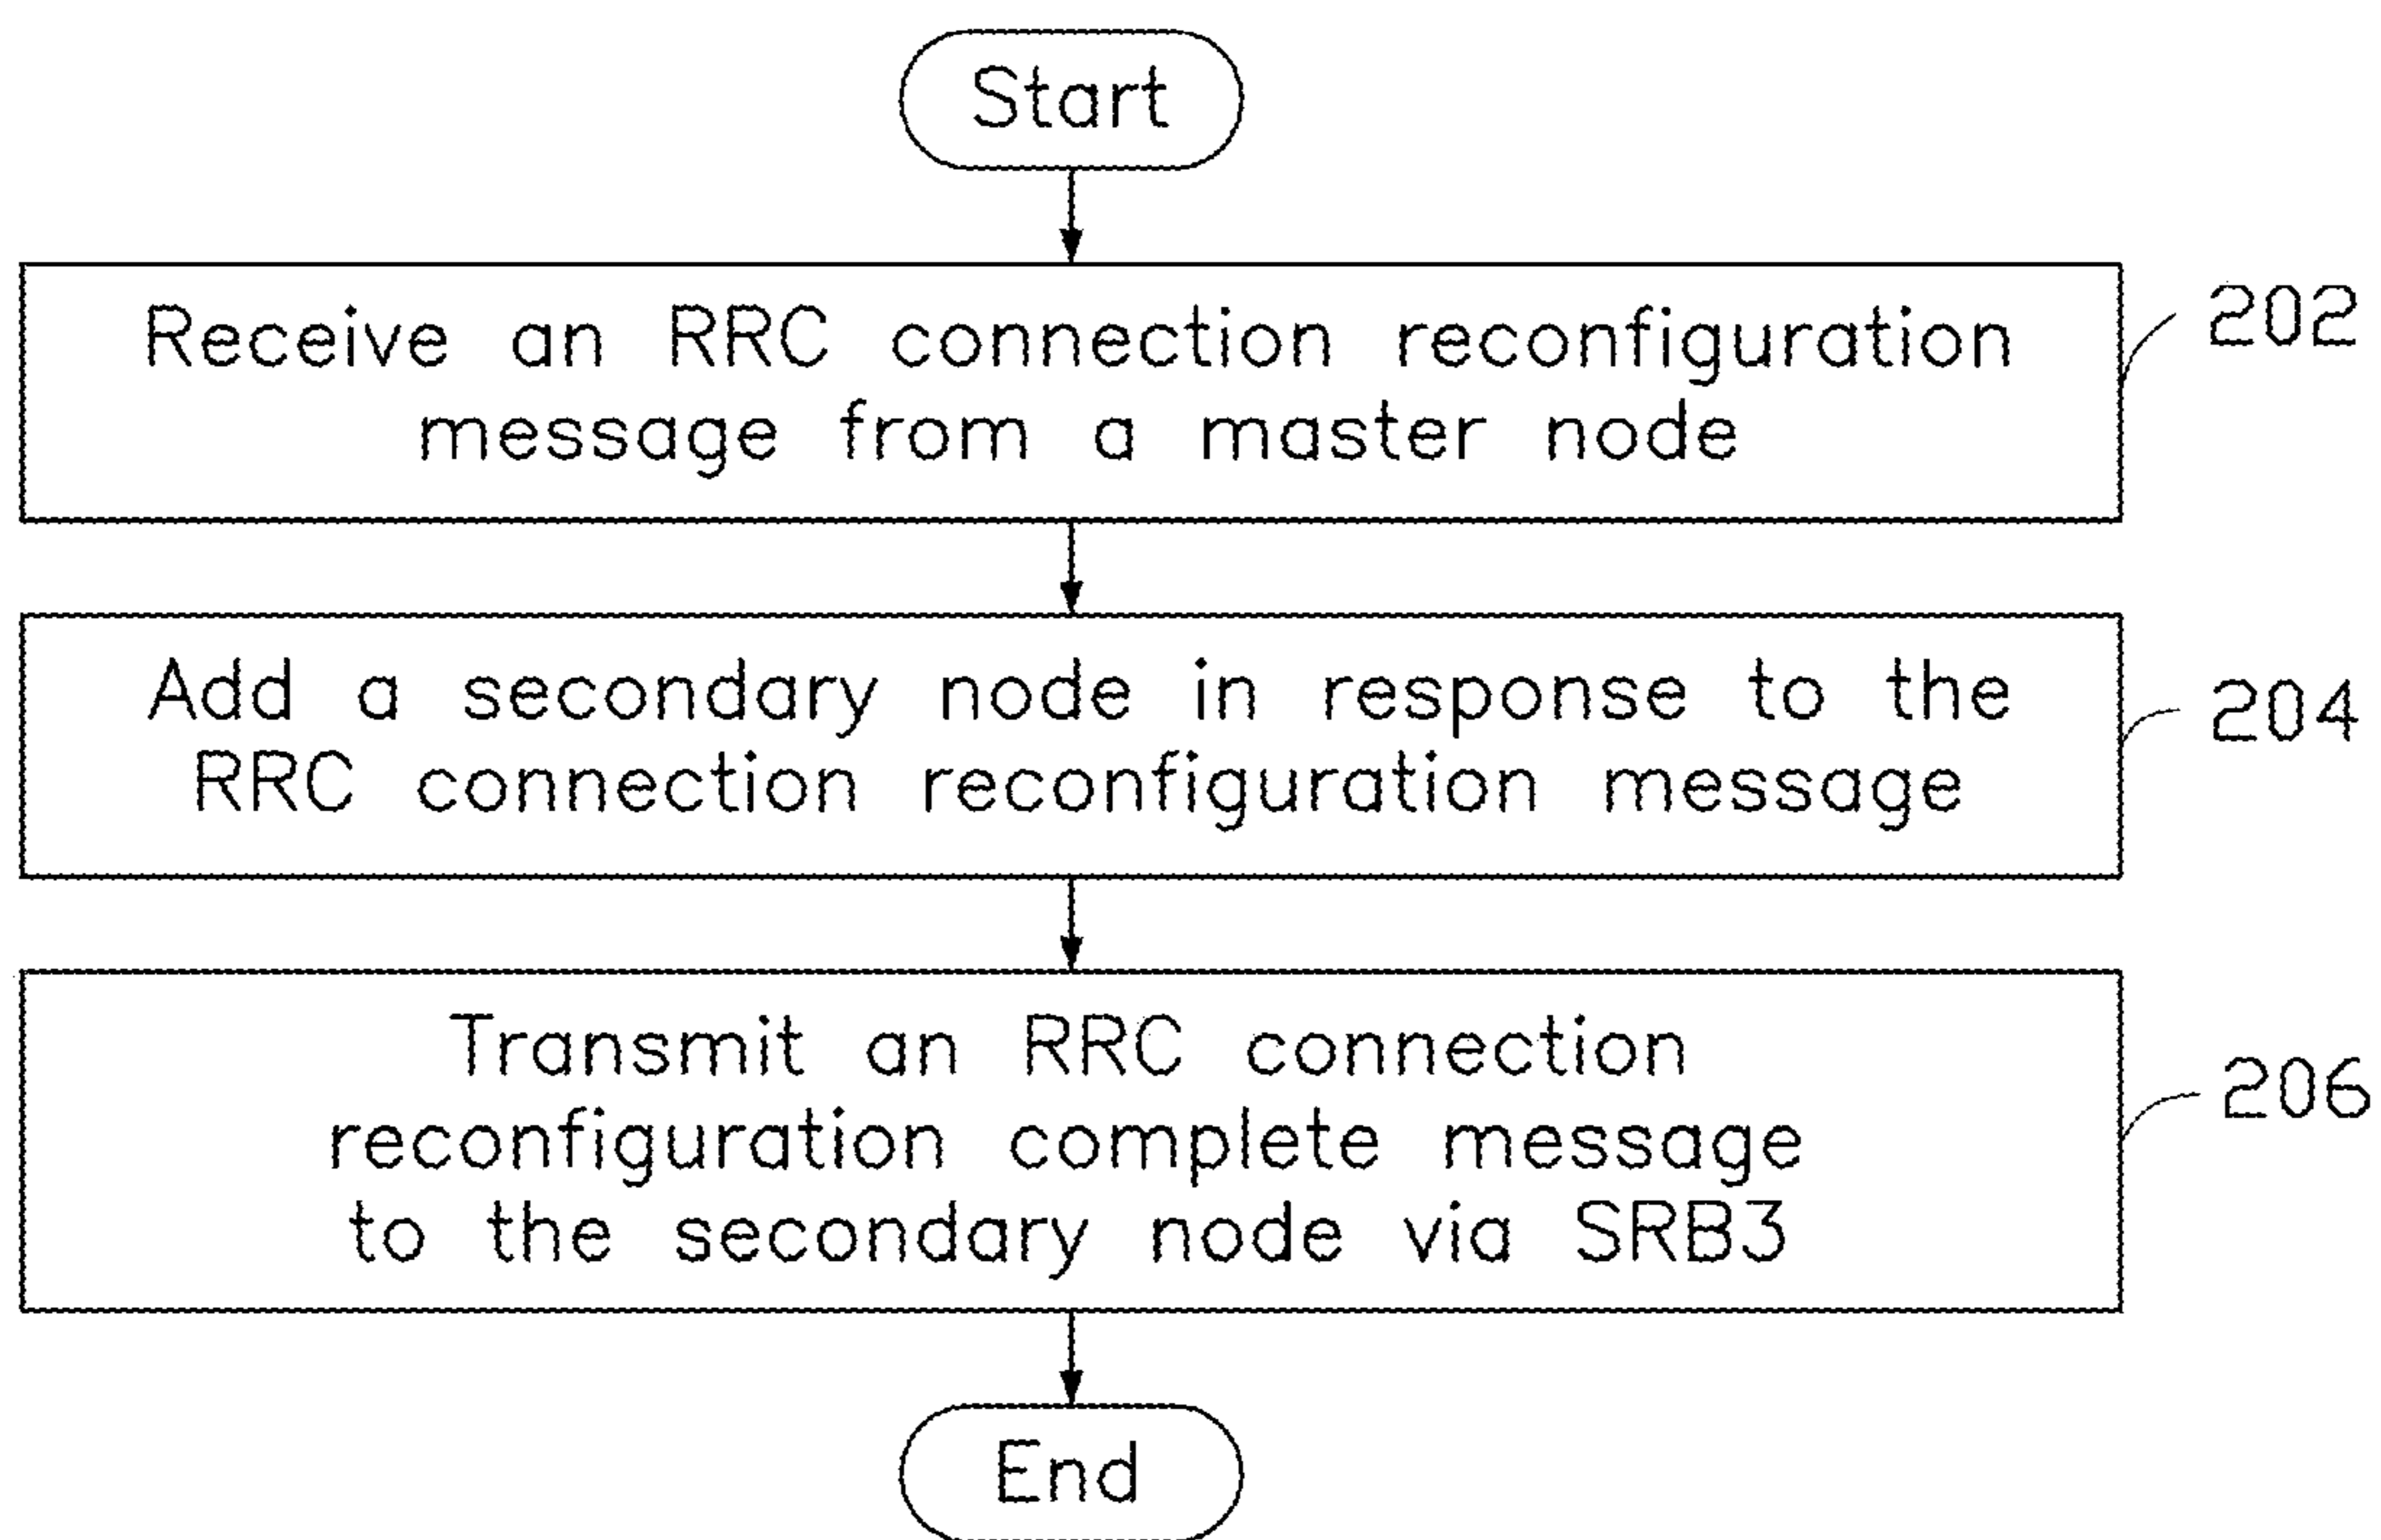 Start
Receive an RRC connection reconfiguration
message from a master node
202
Add a secondary node in response to the
RRC connection reconfiguration message
204
Transmit an RRC connection
reconfiguration complete message
to the secondary node via SRB3
206
End